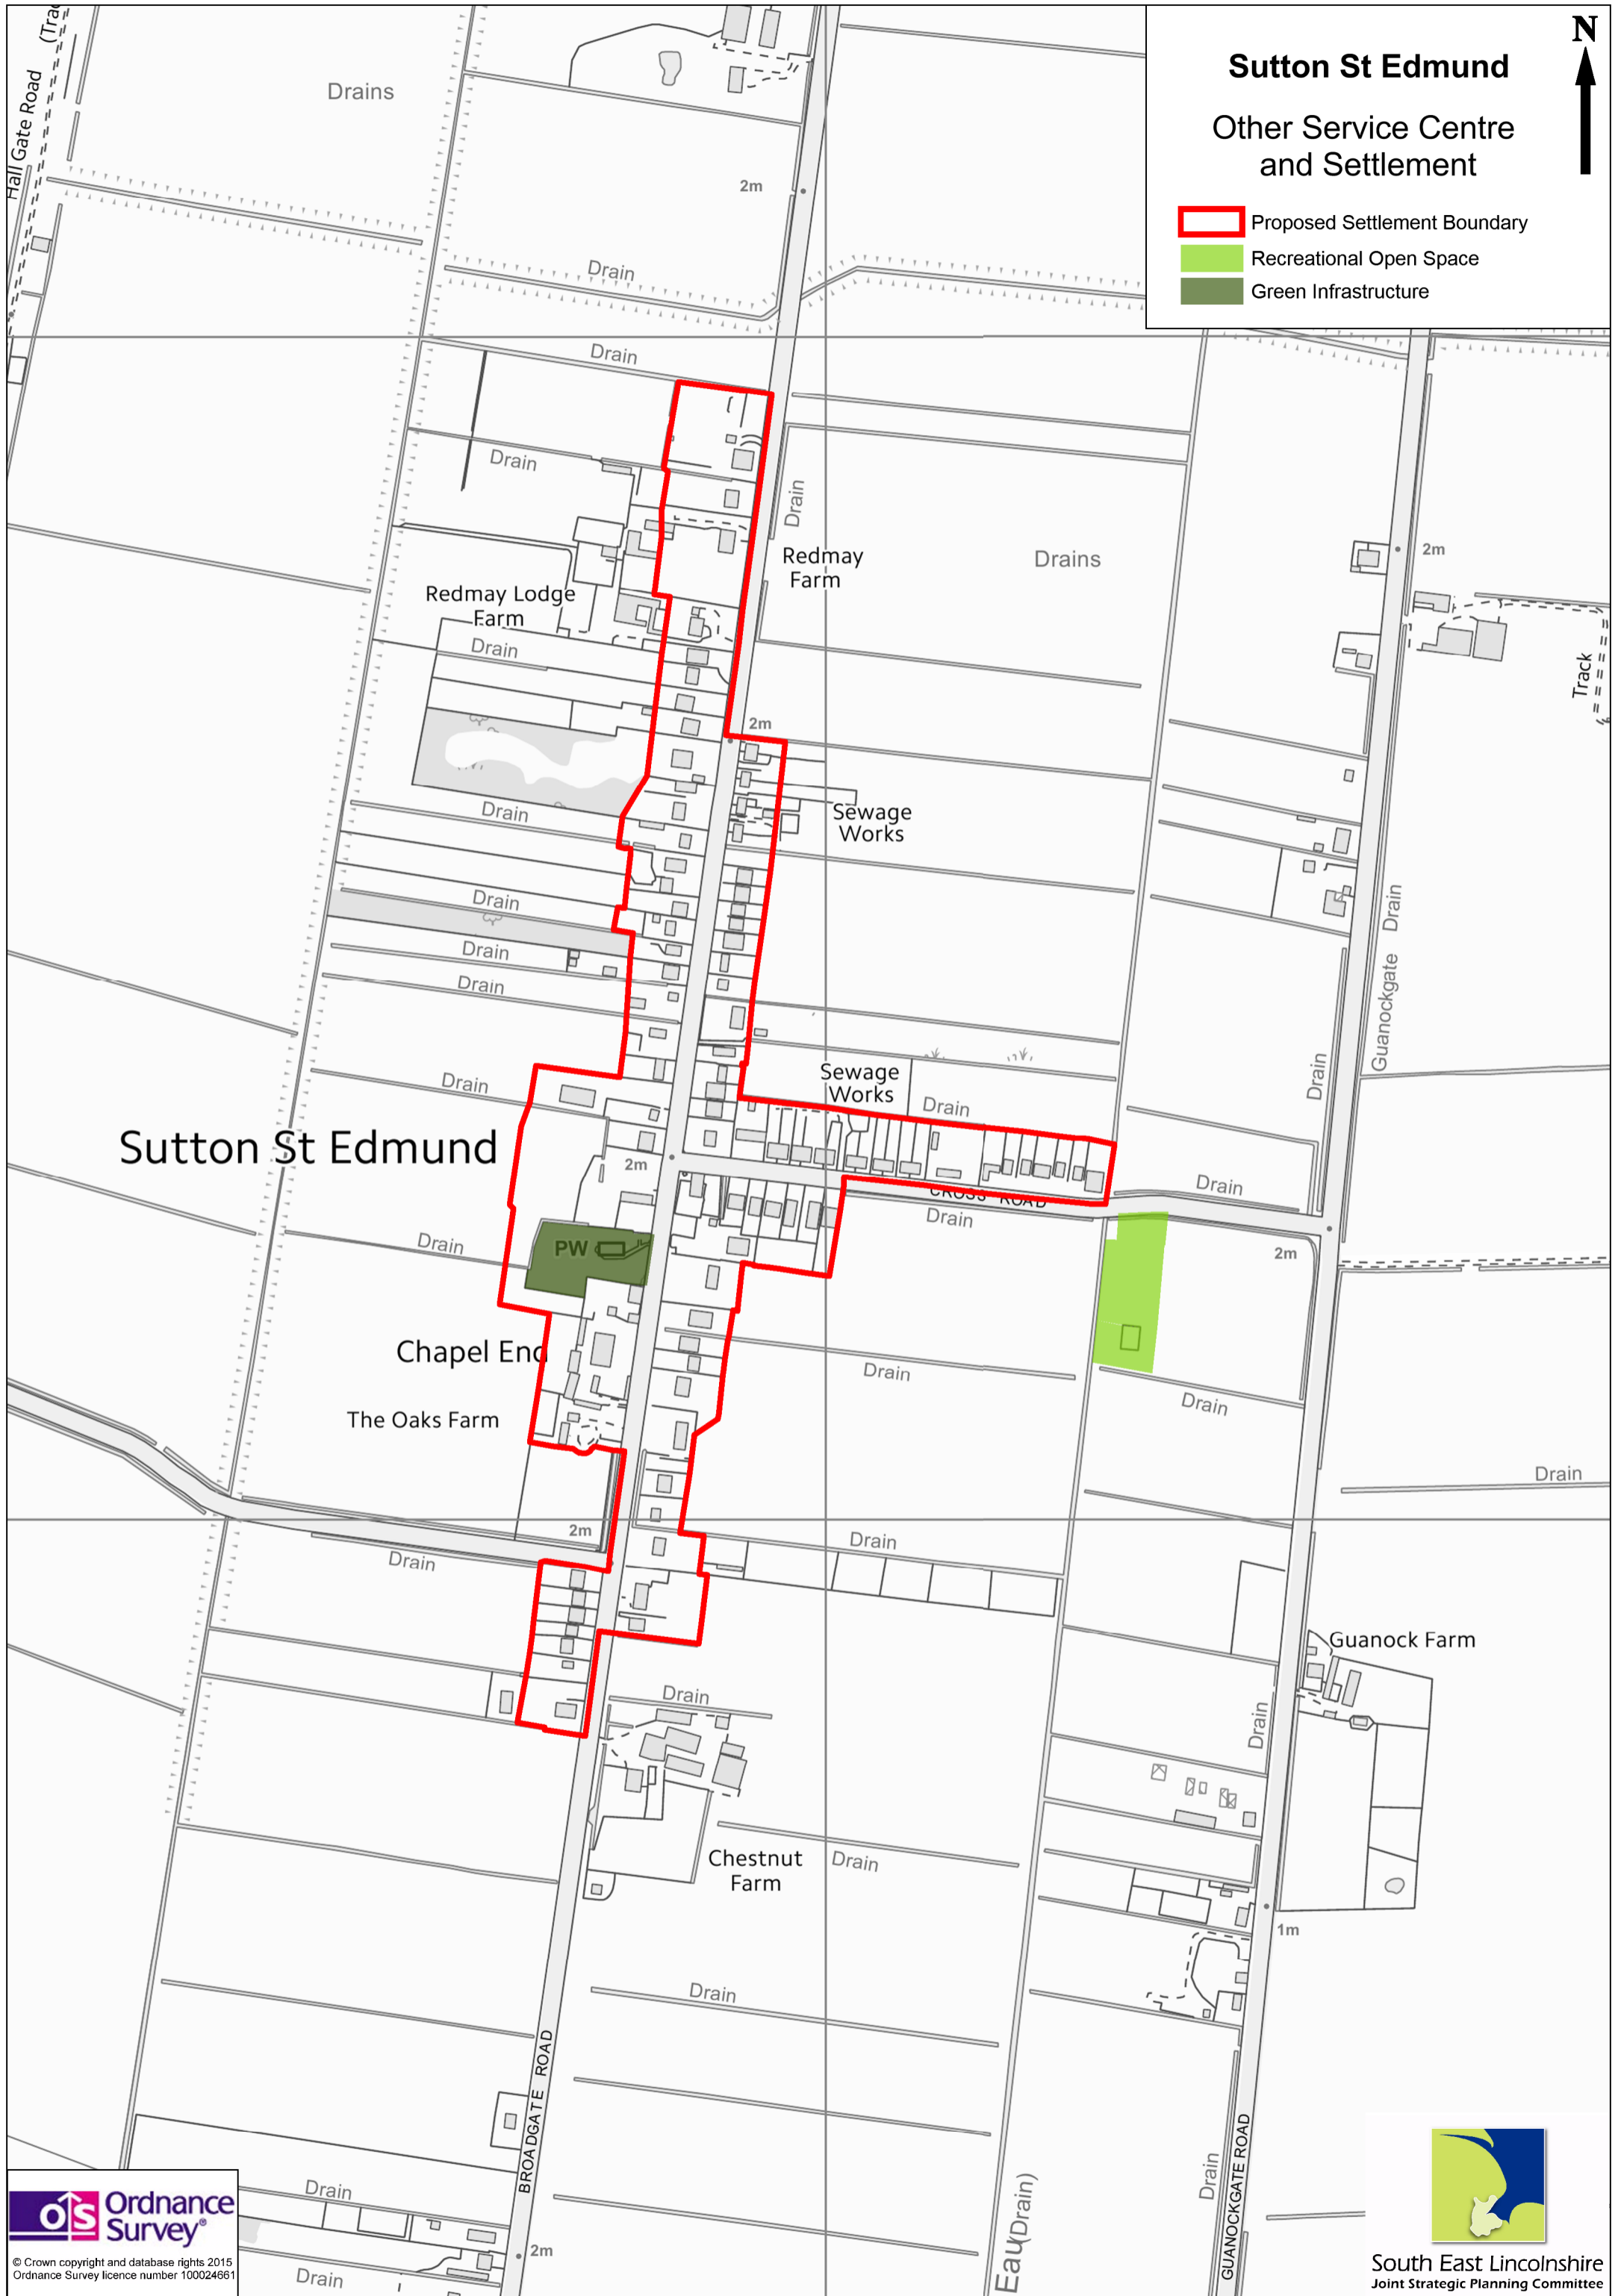 Sutton St Edmund
Other Service Centre
and Settlement
Proposed Settlement Boundary
Recreational Open Space
Green Infrastructure
N
(Trac
Hall Gate Road
Drains
2m
Drain
Drain
Drain
Drain
Redmay
Farm
Drains
2m
Redmay Lodge
Farm
Drain
Track
2m
Sewage
Works
Drain
Drain
Drain
Drain
Guanockgate Drain
Drain
Sewage
Works
Drain
Drain
Sutton St Edmund
2m
CROSS ROAD
Drain
Drain
Drain
PW
2m
Chapel End
Drain
Drain
The Oaks Farm
Drain
2m
Drain
Drain
Guanock Farm
Drain
Drain
Chestnut
Farm
Drain
1m
Drain
BROADGATE ROAD
Drain
Eau
(Drain)
Drain
GUANOCKGATE ROAD
2m
Drain
OS Ordnance
Survey®
© Crown copyright and database rights 2015
Ordnance Survey licence number 100024661
South East Lincolnshire
Joint Strategic Planning Committee